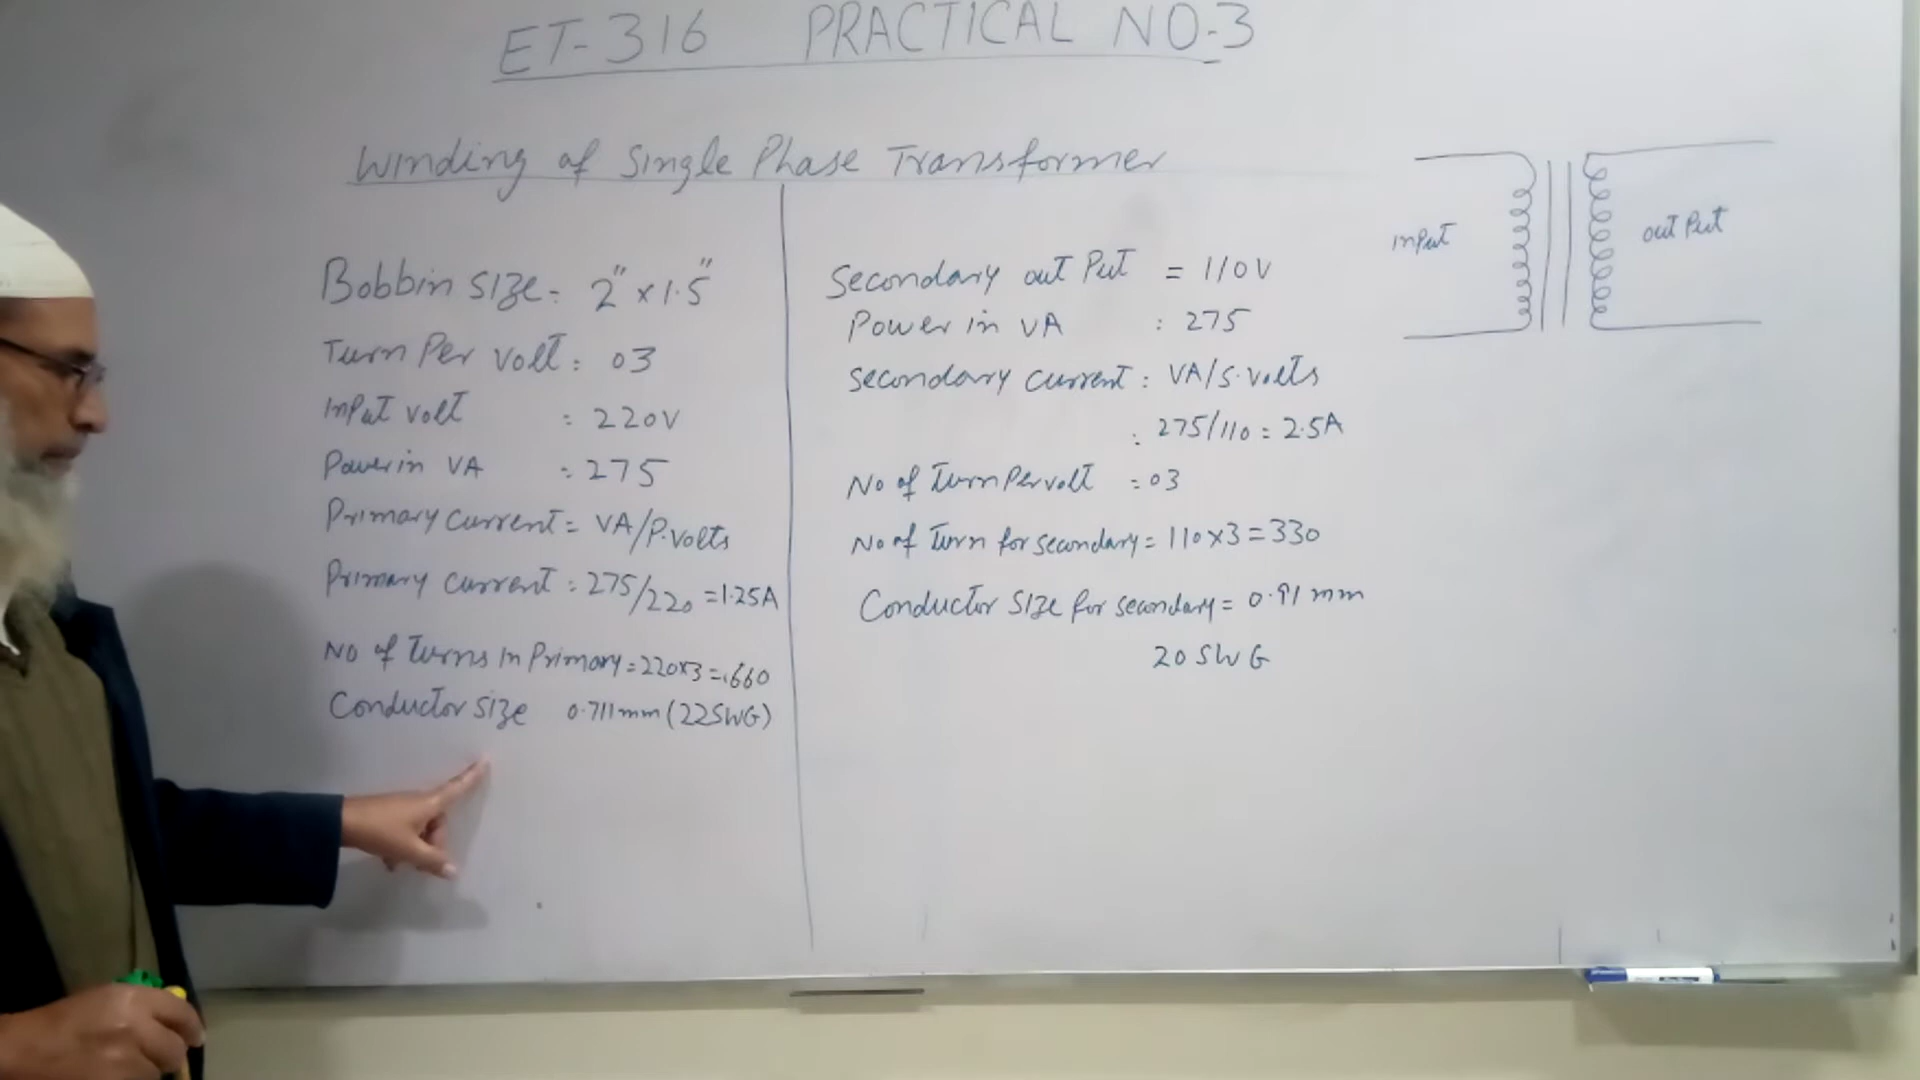 ET-316 PRACTICAL NO.3
Winding of Single Phase Transformer
Bobbin Size = 2" x 1.5"
Turn Per Volt : 03
Input volt : 220V
Power in VA : 275
Primary Current = VA/P.Volts
Primary Current : 275/220 = 1.25A
No of Turns in Primary = 220x3 = 660
Conductor Size 0.711mm (22SWG)
Secondary out Put = 110V
Power in VA : 275
Secondary Current : VA/S.volts
: 275/110 = 2.5A
No of Turn Per volt : 03
No of Turn for secondary = 110x3 = 330
Conductor Size for secondary = 0.91 mm
20 SWG
input
out Put